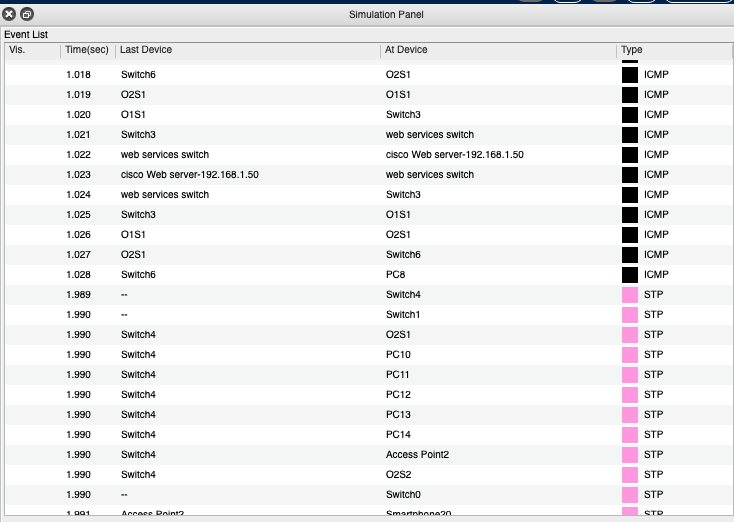 Simulation Panel
Event List
Vis. Time(sec) Last Device At Device Type
1.018 Switch6 O2S1 ICMP
1.019 O2S1 O1S1 ICMP
1.020 O1S1 Switch3 ICMP
1.021 Switch3 web services switch ICMP
1.022 web services switch cisco Web server-192.168.1.50 ICMP
1.023 cisco Web server-192.168.1.50 web services switch ICMP
1.024 web services switch Switch3 ICMP
1.025 Switch3 O1S1 ICMP
1.026 O1S1 O2S1 ICMP
1.027 O2S1 Switch6 ICMP
1.028 Switch6 PC8 ICMP
1.989 -- Switch4 STP
1.990 -- Switch1 STP
1.990 Switch4 O2S1 STP
1.990 Switch4 PC10 STP
1.990 Switch4 PC11 STP
1.990 Switch4 PC12 STP
1.990 Switch4 PC13 STP
1.990 Switch4 PC14 STP
1.990 Switch4 Access Point2 STP
1.990 Switch4 O2S2 STP
1.990 -- Switch0 STP
1.991 Access Point2 Smartphone20 STP